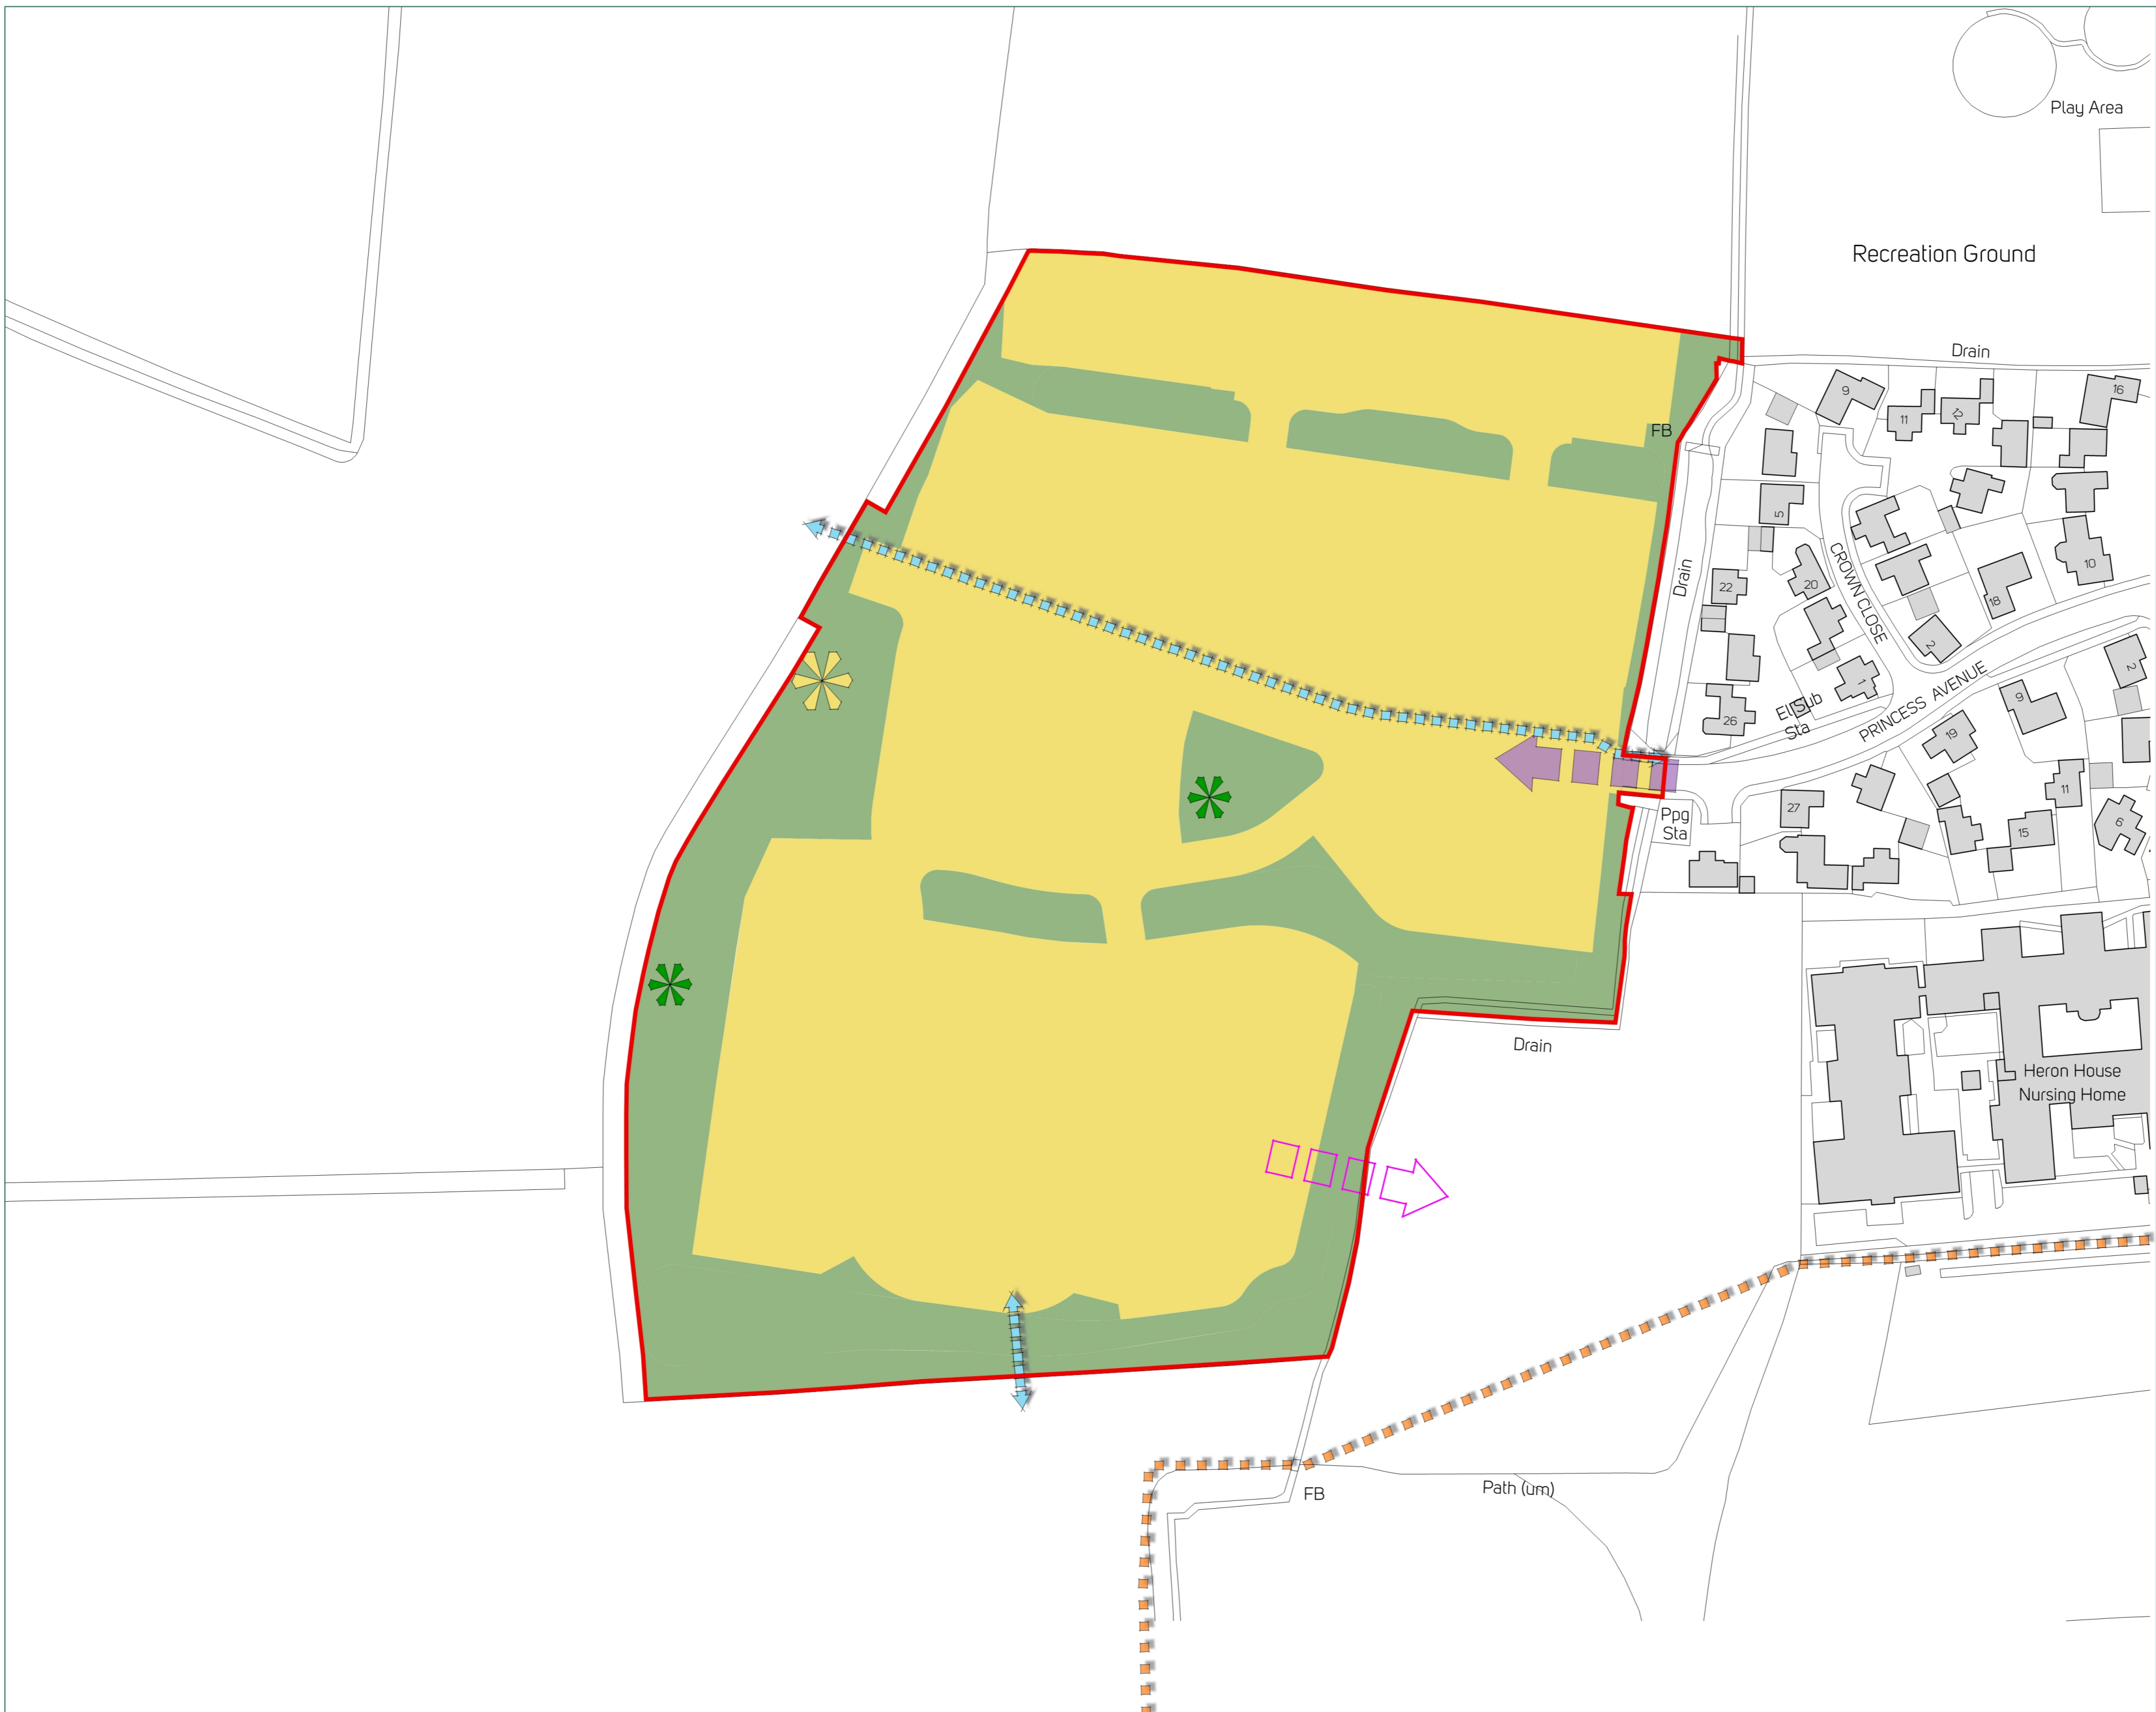 Play Area
Recreation Ground
Drain
9
11
12
16
FB
5
Drain
22
20
CROWN CLOSE
18
10
2
2
1
26
El Sub
Sta
PRINCESS AVENUE
9
19
27
11
15
6
Ppg
Sta
Drain
Heron House
Nursing Home
Path (um)
FB